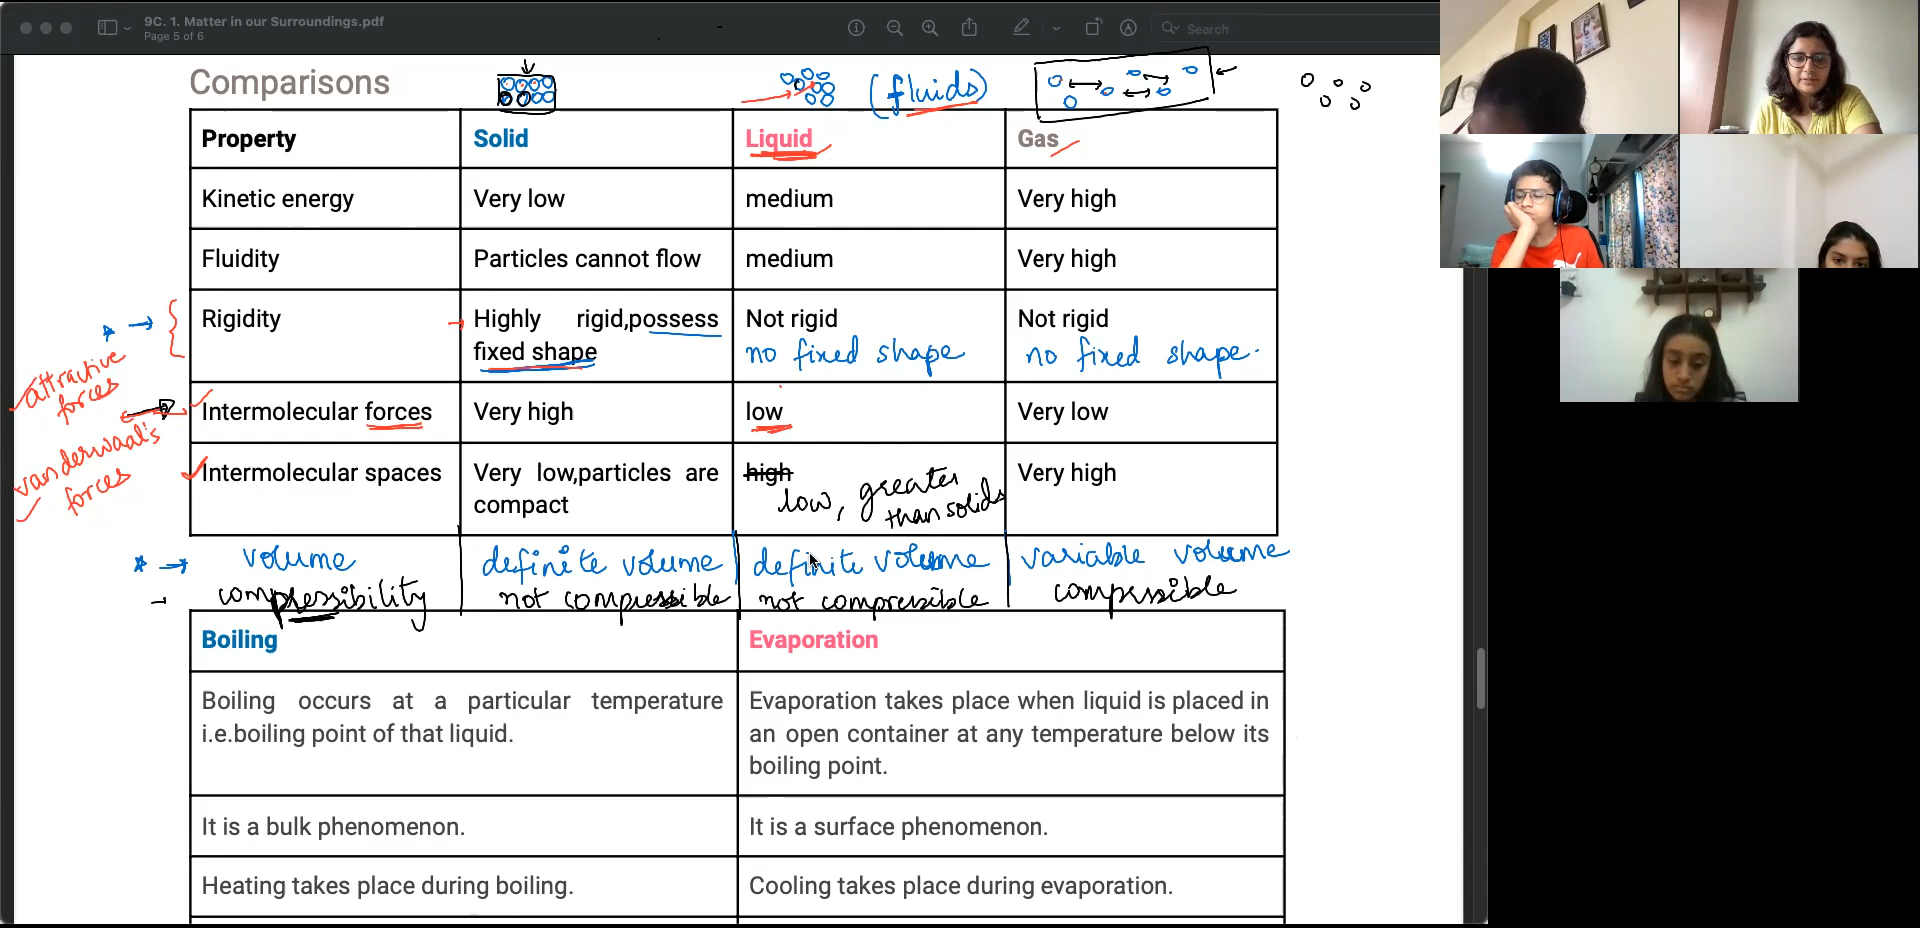 9C. 1. Matter in our Surroundings.pdf
Page 5 of 6
Search
Comparisons
(fluids)
Property Solid Liquid Gas
Kinetic energy Very low medium Very high
Fluidity Particles cannot flow medium Very high
Rigidity Highly rigid,possess Not rigid Not rigid
fixed shape no fixed shape no fixed shape.
attractive
forces
Intermolecular forces Very high low Very low
vanderwaal's
forces
Intermolecular spaces Very low,particles are high Very high
compact low, greater
than solids
volume definite volume definite volume variable volume
compressibility not compressible not compressible compessible
Boiling Evaporation
Boiling occurs at a particular temperature Evaporation takes place when liquid is placed in
i.e.boiling point of that liquid. an open container at any temperature below its
boiling point.
It is a bulk phenomenon. It is a surface phenomenon.
Heating takes place during boiling. Cooling takes place during evaporation.